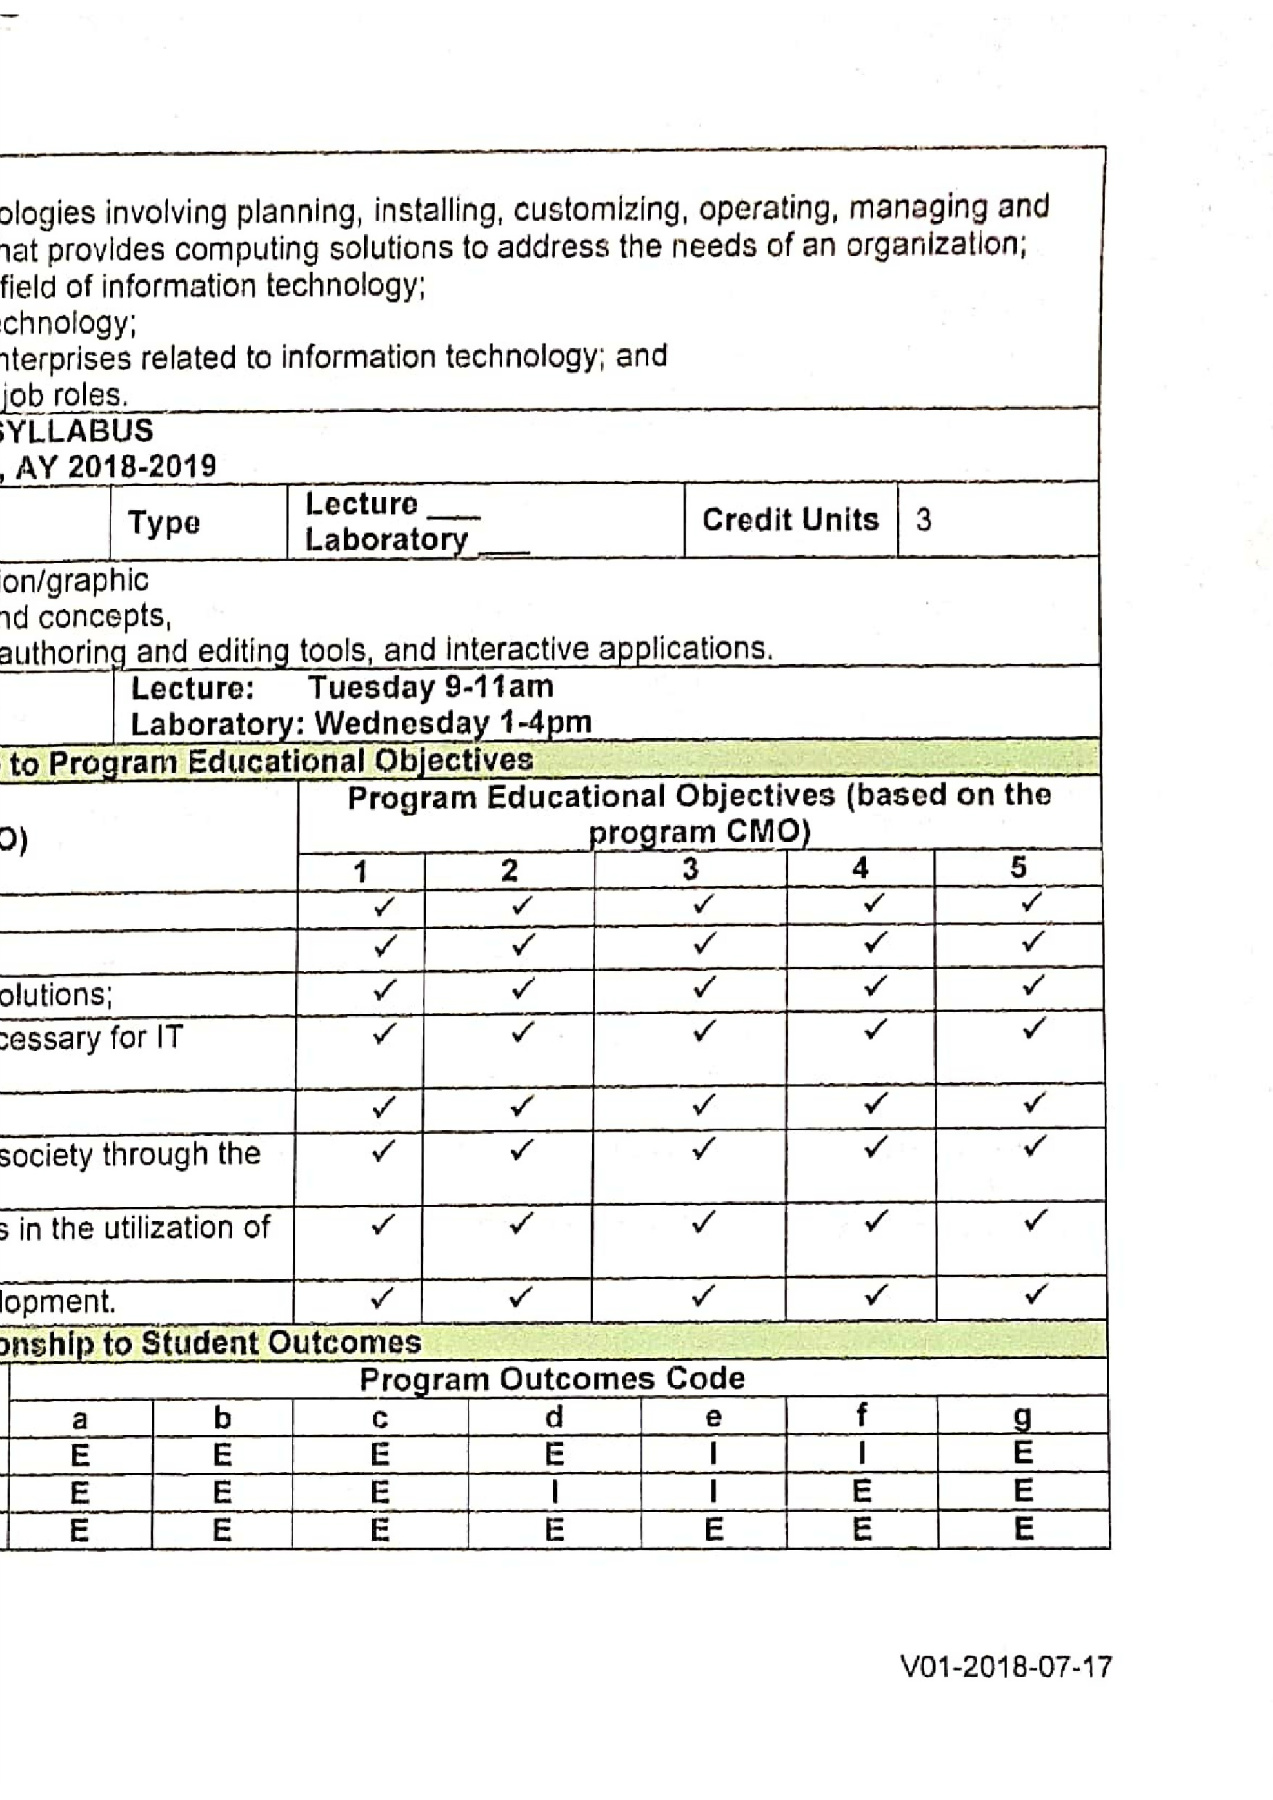 ologies involving planning, installing, customizing, operating, managing and
hat provides computing solutions to address the needs of an organization;
field of information technology;
echnology;
nterprises related to information technology; and
job roles.
SYLLABUS
, AY 2018-2019
Type Lecture ___ Credit Units 3
Laboratory ___
ion/graphic
nd concepts,
authoring and editing tools, and interactive applications.
Lecture: Tuesday 9-11am
Laboratory: Wednesday 1-4pm
to Program Educational Objectives
Program Educational Objectives (based on the
O) program CMO)
1 2 3 4 5
✓ ✓ ✓ ✓ ✓
✓ ✓ ✓ ✓ ✓
olutions; ✓ ✓ ✓ ✓ ✓
cessary for IT ✓ ✓ ✓ ✓ ✓
✓ ✓ ✓ ✓ ✓
society through the ✓ ✓ ✓ ✓ ✓
s in the utilization of ✓ ✓ ✓ ✓ ✓
lopment. ✓ ✓ ✓ ✓ ✓
onship to Student Outcomes
Program Outcomes Code
a b c d e f g
E E E E I I E
E E E I I E E
E E E E E E E
V01-2018-07-17